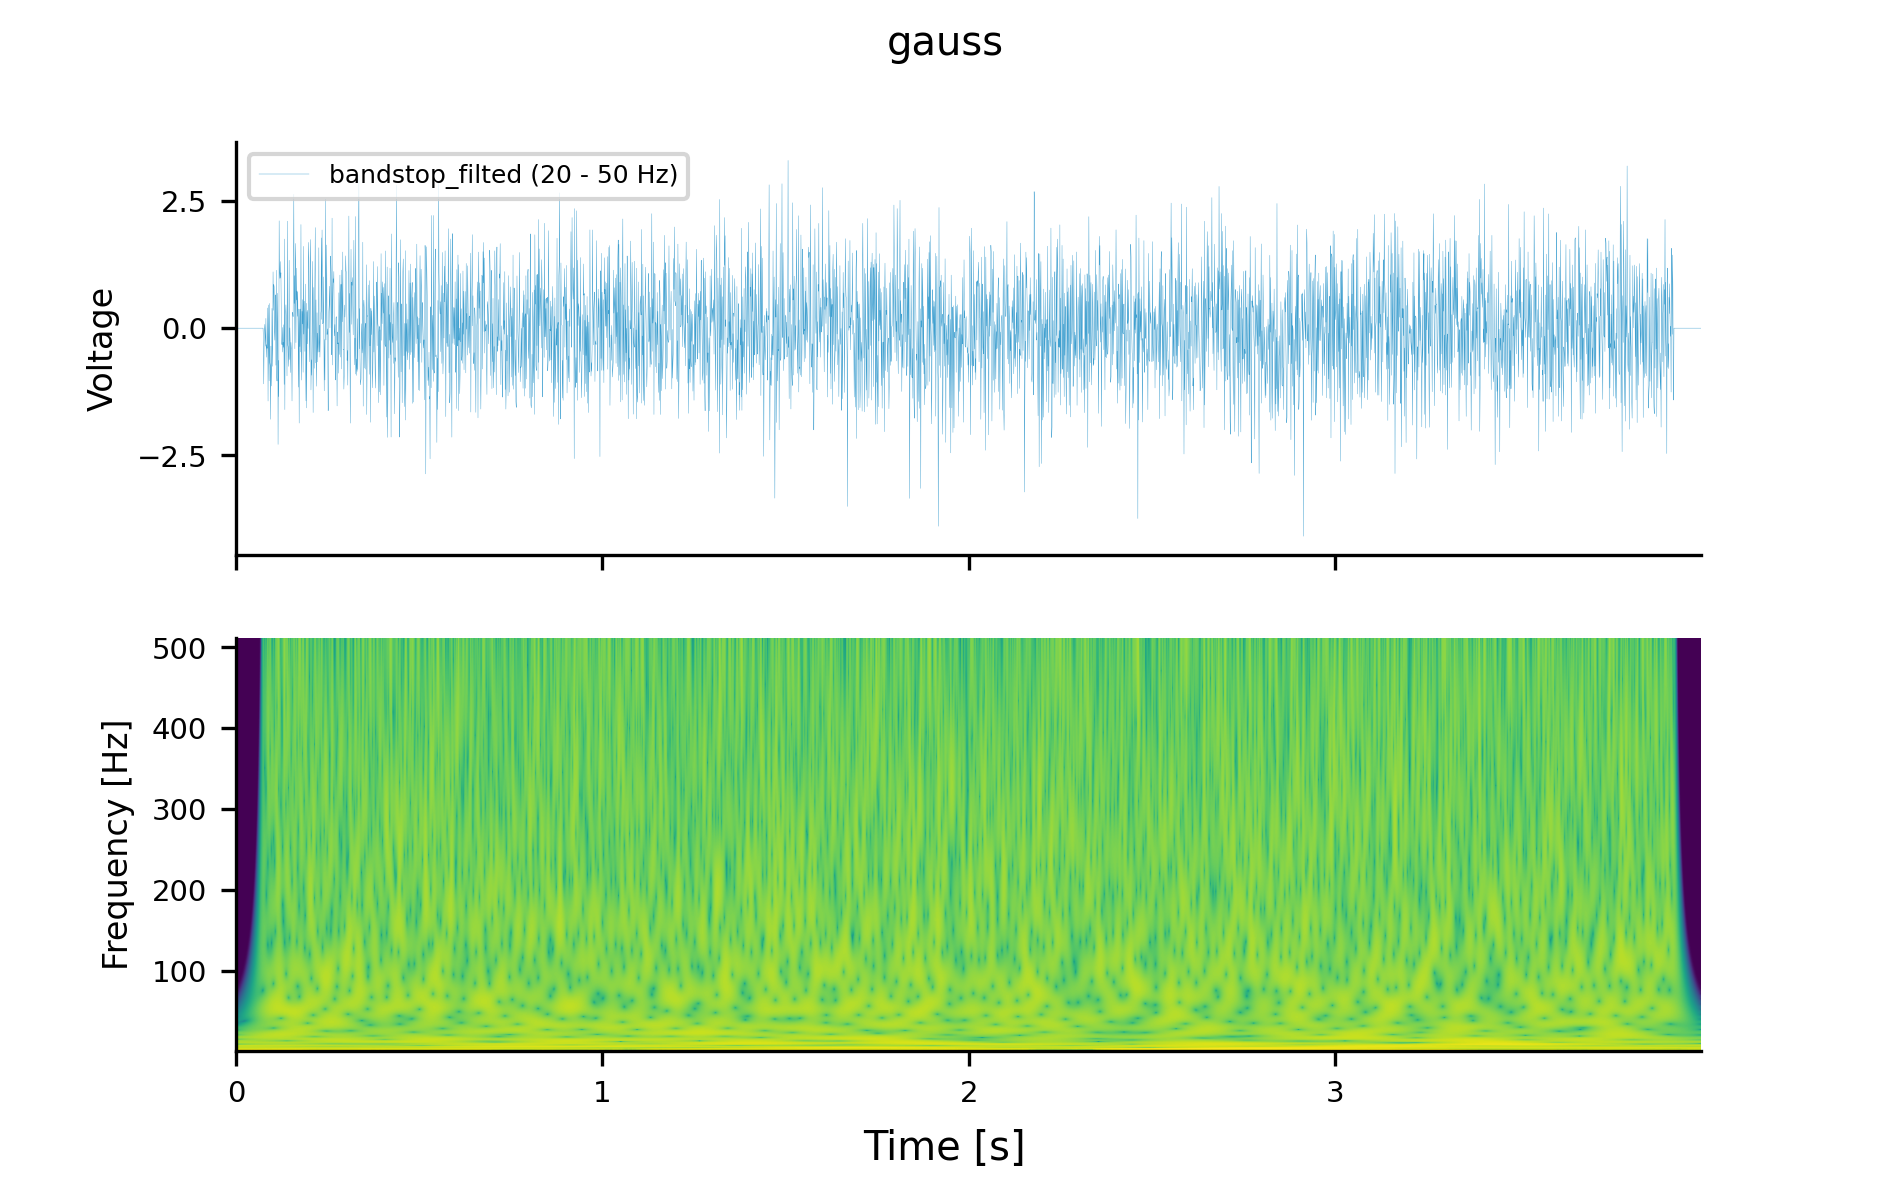 gauss
bandstop_filted (20 - 50 Hz)
2.5
0.0
−2.5
Voltage
500
400
300
200
100
Frequency [Hz]
0 1 2 3
Time [s]